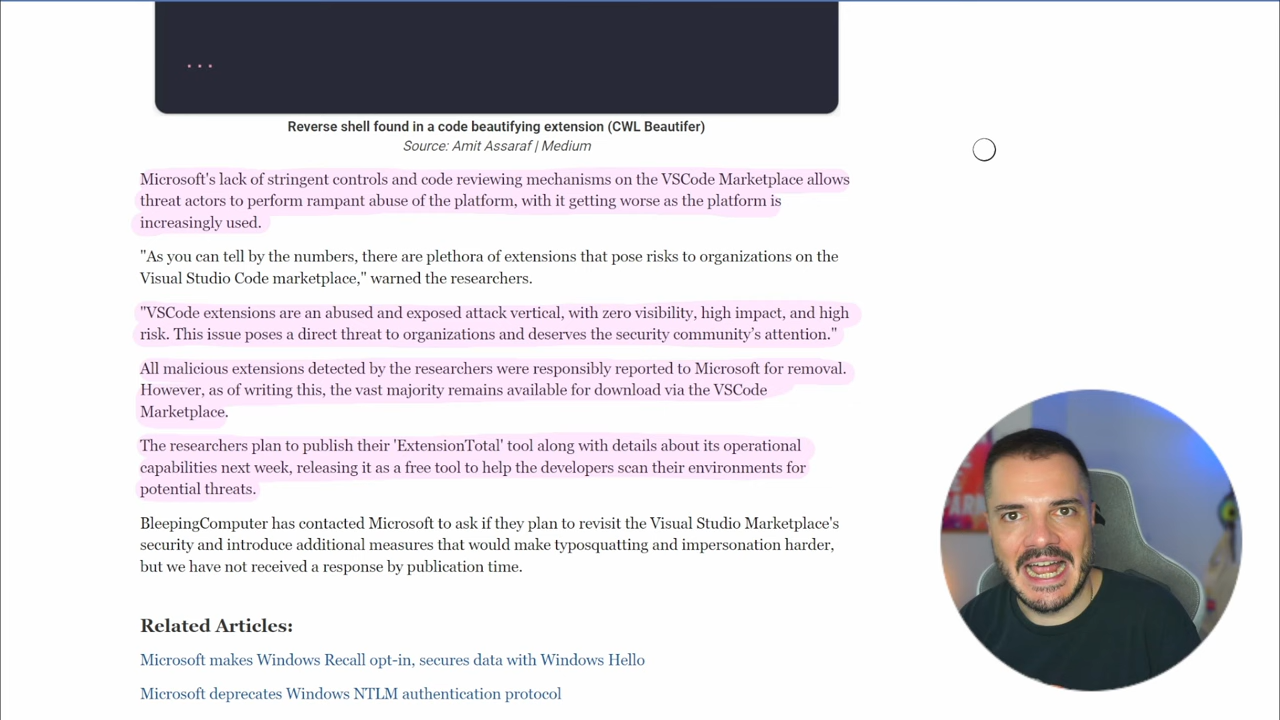 ...
Reverse shell found in a code beautifying extension (CWL Beautifer)
Source: Amit Assaraf | Medium
Microsoft's lack of stringent controls and code reviewing mechanisms on the VSCode Marketplace allows
threat actors to perform rampant abuse of the platform, with it getting worse as the platform is
increasingly used.
"As you can tell by the numbers, there are plethora of extensions that pose risks to organizations on the
Visual Studio Code marketplace," warned the researchers.
"VSCode extensions are an abused and exposed attack vertical, with zero visibility, high impact, and high
risk. This issue poses a direct threat to organizations and deserves the security community's attention."
All malicious extensions detected by the researchers were responsibly reported to Microsoft for removal.
However, as of writing this, the vast majority remains available for download via the VSCode
Marketplace.
The researchers plan to publish their 'ExtensionTotal' tool along with details about its operational
capabilities next week, releasing it as a free tool to help the developers scan their environments for
potential threats.
BleepingComputer has contacted Microsoft to ask if they plan to revisit the Visual Studio Marketplace's
security and introduce additional measures that would make typosquatting and impersonation harder,
but we have not received a response by publication time.
Related Articles:
Microsoft makes Windows Recall opt-in, secures data with Windows Hello
Microsoft deprecates Windows NTLM authentication protocol